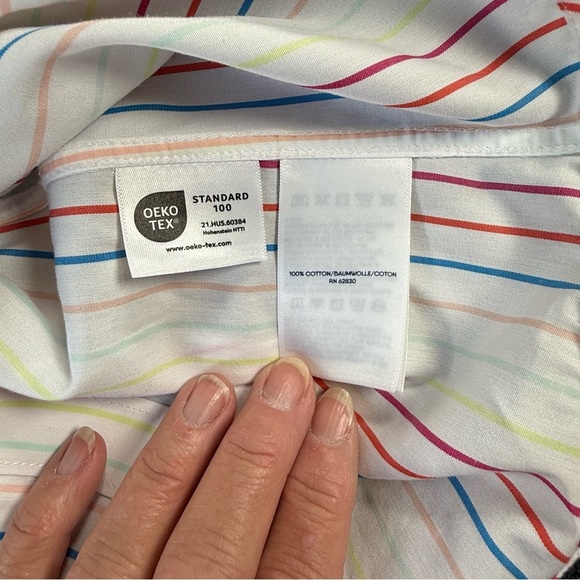 OEKO
TEX®
STANDARD
100
21.HUS.60384
Hohenstein HTTI
www.oeko-tex.com
100% COTTON/BAUMWOLLE/COTON
RN 62830